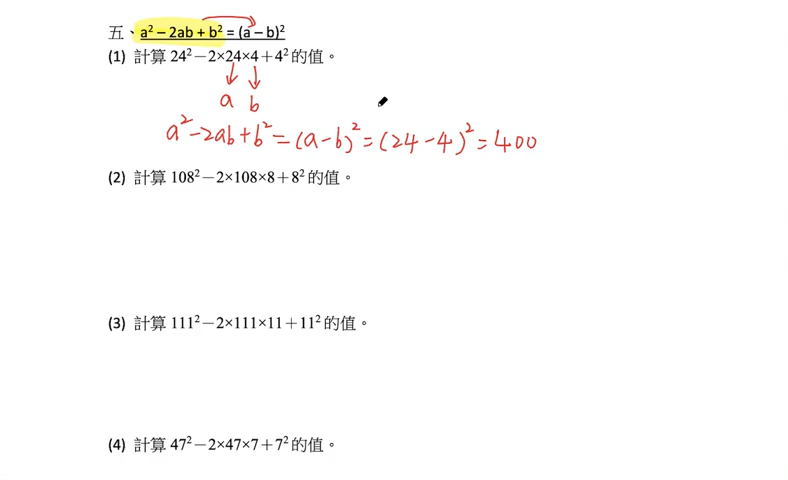 五、a² – 2ab + b² = (a – b)²
(1) 計算 24²－2×24×4＋4² 的值。
a b
a²-2ab+b²=(a-b)²=(24-4)²=400
(2) 計算 108²－2×108×8＋8² 的值。
(3) 計算 111²－2×111×11＋11² 的值。
(4) 計算 47²－2×47×7＋7² 的值。